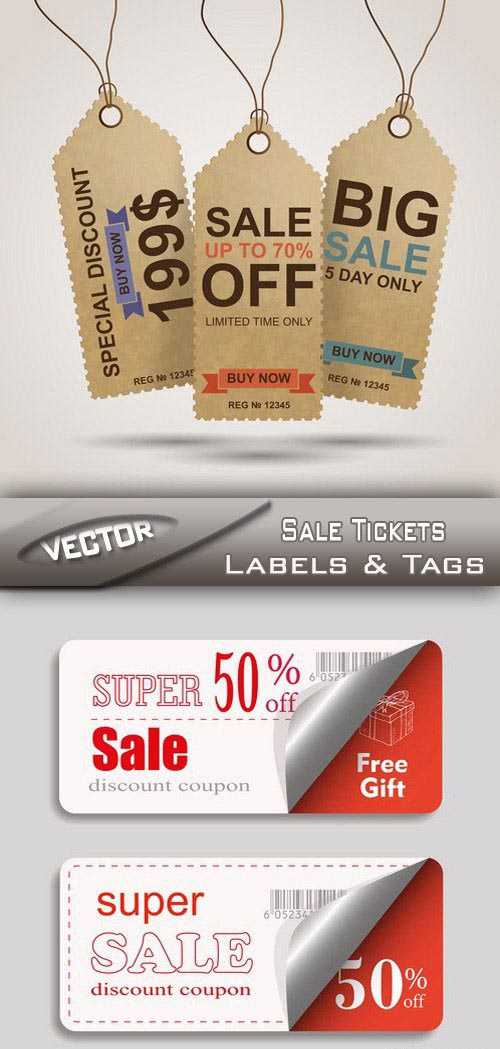 SPECIAL DISCOUNT
BUY NOW
199$
REG № 12345
SALE
UP TO 70%
OFF
LIMITED TIME ONLY
BUY NOW
REG № 12345
BIG
SALE
5 DAY ONLY
BUY NOW
REG № 12345
VECTOR
Sale Tickets
Labels & Tags
SUPER 50% off
Sale
discount coupon
Free
Gift
super
SALE
discount coupon
50% off